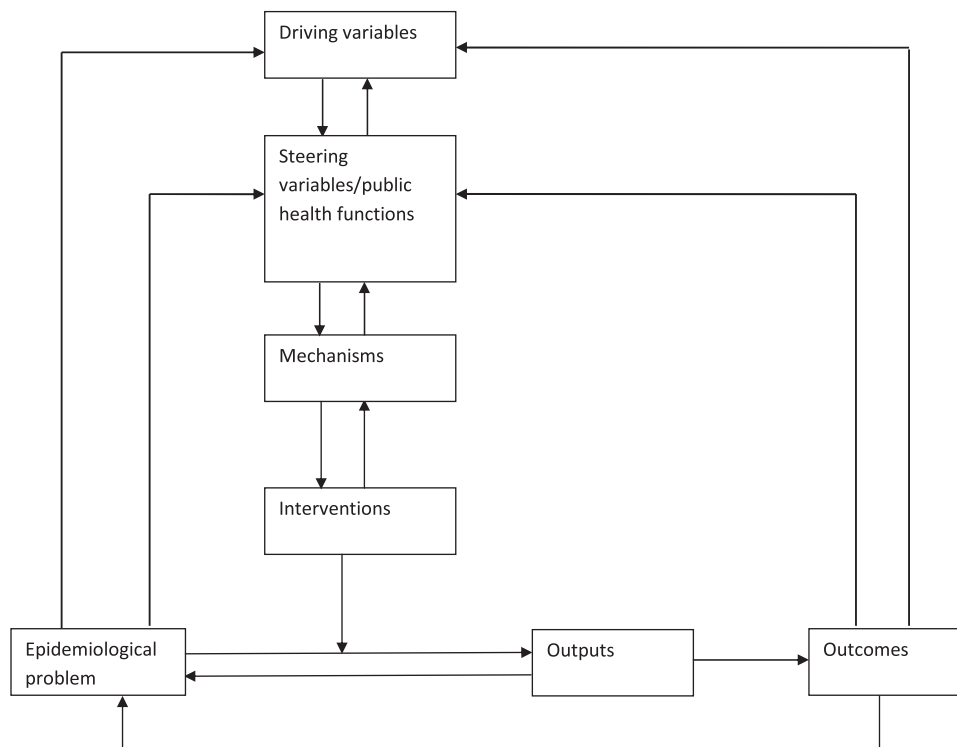 Driving variables
Steering
variables/public
health functions
Mechanisms
Interventions
Epidemiological
problem
Outputs
Outcomes